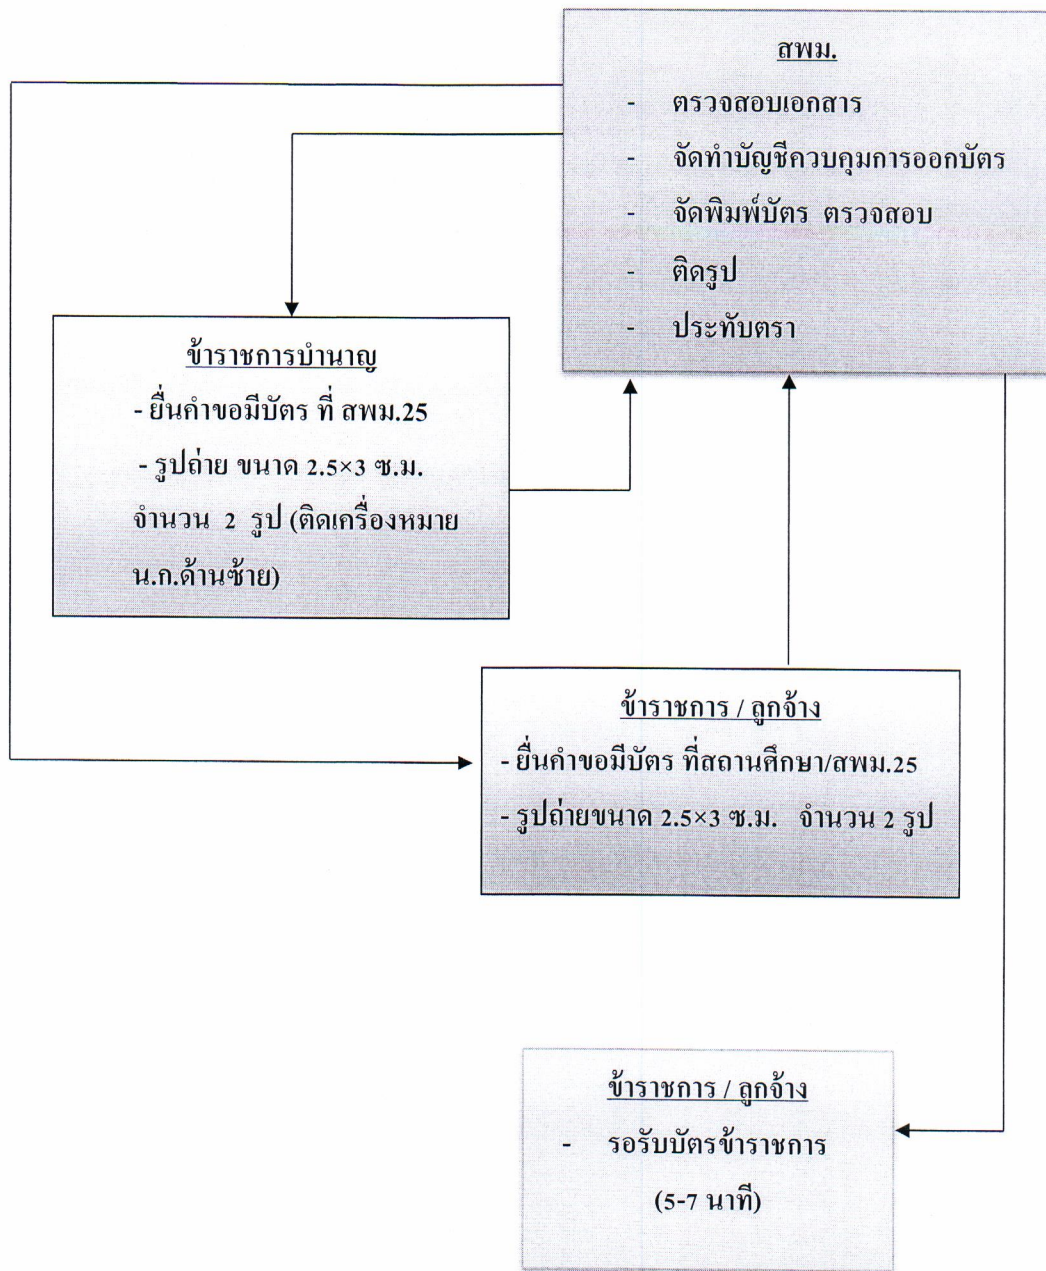 สพม.
- ตรวจสอบเอกสาร
- จัดทำบัญชีควบคุมการออกบัตร
- จัดพิมพ์บัตร ตรวจสอบ
- ติดรูป
- ประทับตรา
ข้าราชการบำนาญ
- ยื่นคำขอมีบัตร ที่ สพม.25
- รูปถ่าย ขนาด 2.5×3 ซ.ม.
จำนวน 2 รูป (ติดเครื่องหมาย
น.ก.ด้านซ้าย)
ข้าราชการ / ลูกจ้าง
- ยื่นคำขอมีบัตร ที่สถานศึกษา/สพม.25
- รูปถ่ายขนาด 2.5×3 ซ.ม. จำนวน 2 รูป
ข้าราชการ / ลูกจ้าง
- รอรับบัตรข้าราชการ
(5-7 นาที)